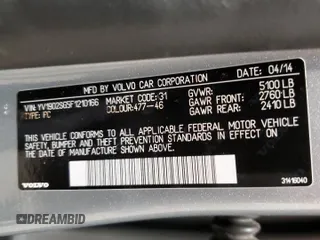 MFD BY VOLVO CAR CORPORATION
DATE: 04/14
VIN: YV1902SG5F1210166
MARKET CODE: 31
GVWR: 5100 LB
TYPE: FC
COLOUR: 477-46
GAWR FRONT: 2760 LB
GAWR REAR: 2410 LB
THIS VEHICLE CONFORMS TO ALL APPLICABLE
FEDERAL MOTOR VEHICLE
SAFETY, BUMPER AND THEFT PREVENTION STANDARDS
IN EFFECT ON THE DATE OF MANUFACTURE
SHOWN ABOVE.
VOLVO
31416040
DREAMBID